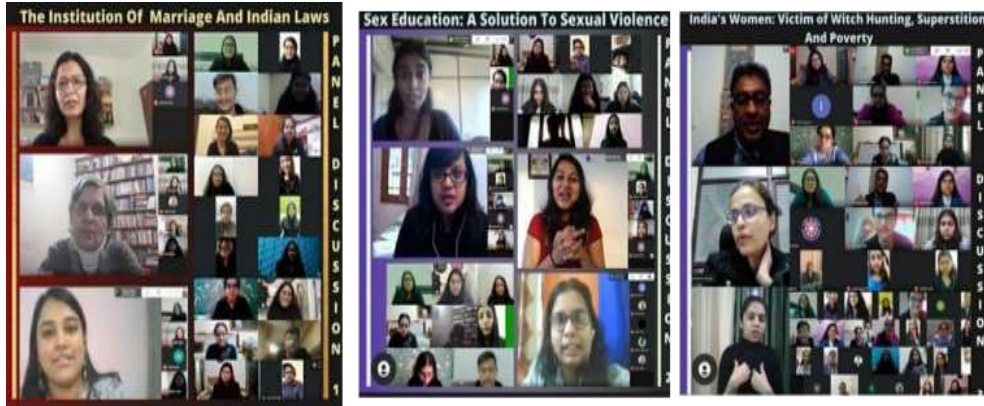 The Institution Of Marriage And Indian Laws
PANEL DISCUSSION 1
Sex Education: A Solution To Sexual Violence
PANEL DISCUSSION 2
India's Women: Victim of Witch Hunting, Superstition
And Poverty
PANEL DISCUSSION